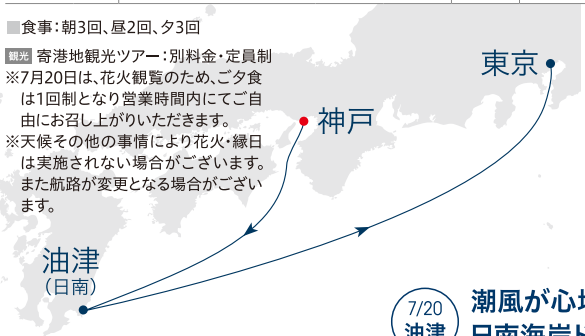 ■食事：朝3回、昼2回、夕3回
観光 寄港地観光ツアー：別料金・定員制
※7月20日は、花火観覧のため、ご夕食
は1回制となり営業時間内にてご自
由にお召し上がりいただきます。
※天候その他の事情により花火・縁日
は実施されない場合がございます。
また航路が変更となる場合がござい
ます。
東京
神戸
油津
（日南）
7/20
油津
潮風が心地
日南海岸